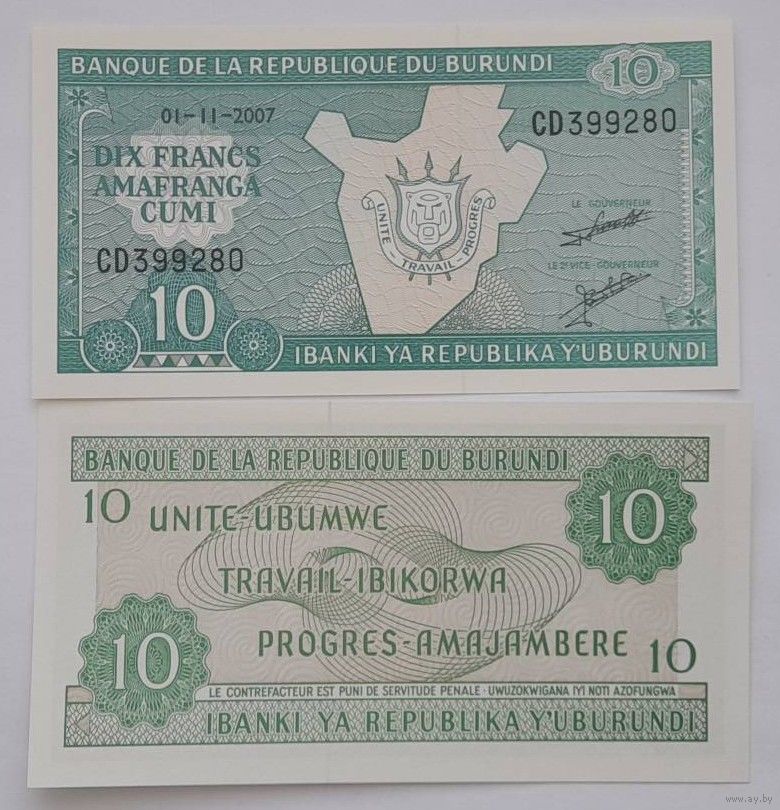 BANQUE DE LA REPUBLIQUE DU BURUNDI
10
01-11-2007
CD399280
DIX FRANCS
AMAFRANGA
CUMI
UNITE - TRAVAIL - PROGRES
LE GOUVERNEUR
CD399280
LE 2e VICE-GOUVERNEUR
10
IBANKI YA REPUBLIKA Y'UBURUNDI
BANQUE DE LA REPUBLIQUE DU BURUNDI
10
10
UNITE-UBUMWE
TRAVAIL-IBIKORWA
PROGRES-AMAJAMBERE
10
10
LE CONTREFACTEUR EST PUNI DE SERVITUDE PENALE - UWUZOKWIGANA IYI NOTI AZOFUNGWA
IBANKI YA REPUBLIKA Y'UBURUNDI
www.ay.by